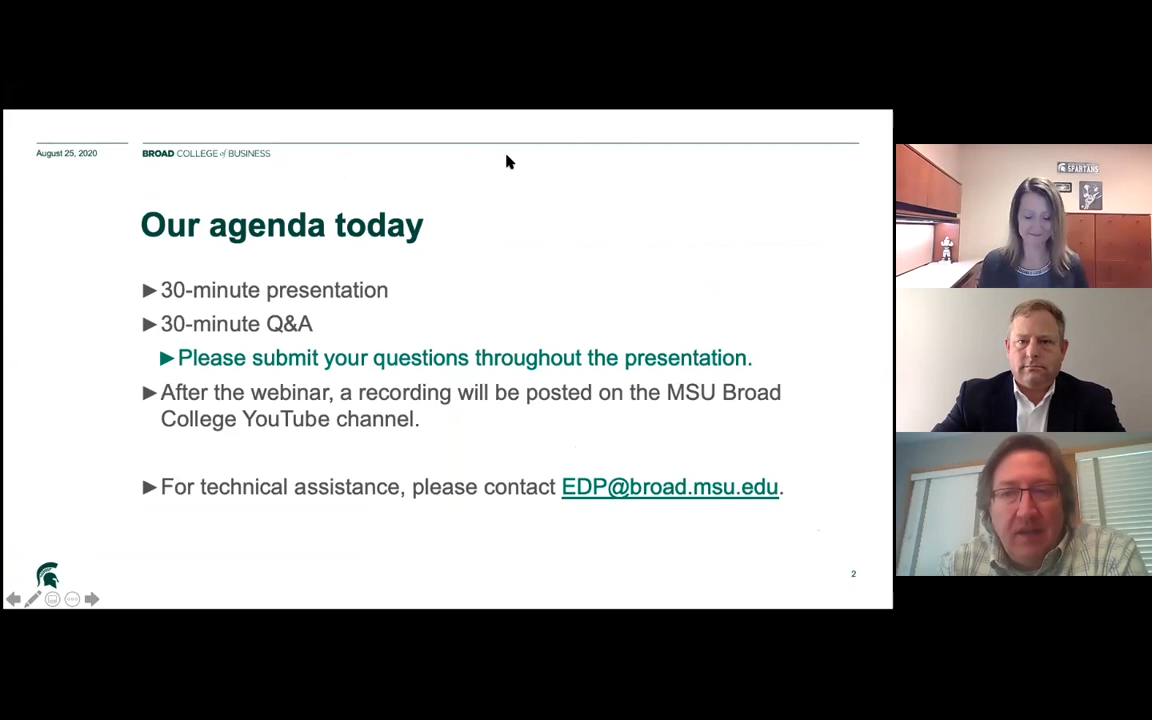 August 25, 2020
BROAD COLLEGE of BUSINESS
Our agenda today
►30-minute presentation
►30-minute Q&A
►Please submit your questions throughout the presentation.
►After the webinar, a recording will be posted on the MSU Broad
College YouTube channel.
►For technical assistance, please contact EDP@broad.msu.edu.
2
SPARTANS